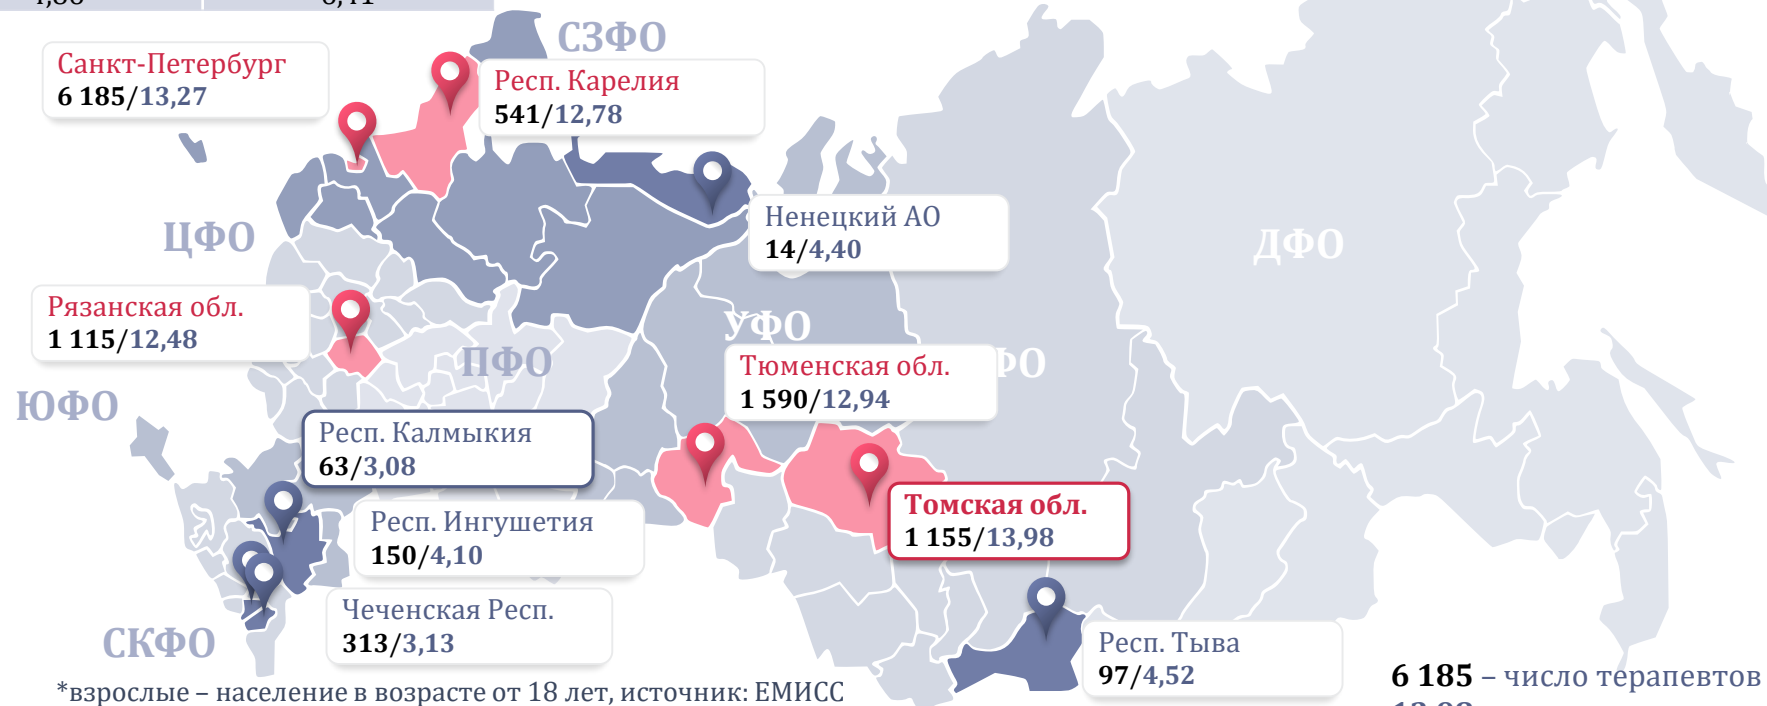 СЗФО
Санкт-Петербург
6 185/13,27
Респ. Карелия
541/12,78
Ненецкий АО
14/4,40
ЦФО
ДФО
Рязанская обл.
1 115/12,48
УФО
ПФО
Тюменская обл.
1 590/12,94
ФО
ЮФО
Респ. Калмыкия
63/3,08
Респ. Ингушетия
150/4,10
Томская обл.
1 155/13,98
Чеченская Респ.
313/3,13
СКФО
Респ. Тыва
97/4,52
6 185 – число терапевтов
*взрослые – население в возрасте от 18 лет, источник: ЕМИСС